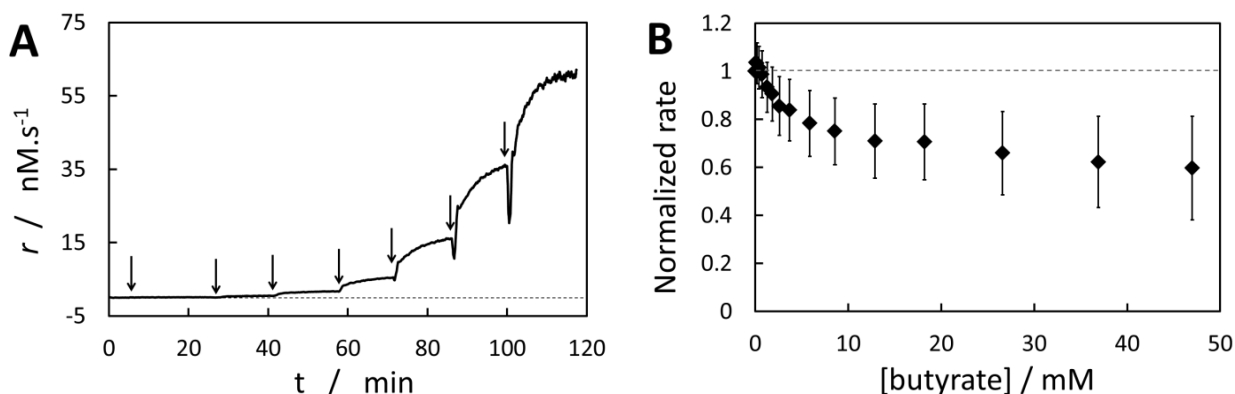 A
75
55
35
15
-5
r / nM.s-1
0 20 40 60 80 100 120
t / min
B
1.2
1
0.8
0.6
0.4
0.2
0
Normalized rate
0 10 20 30 40 50
[butyrate] / mM